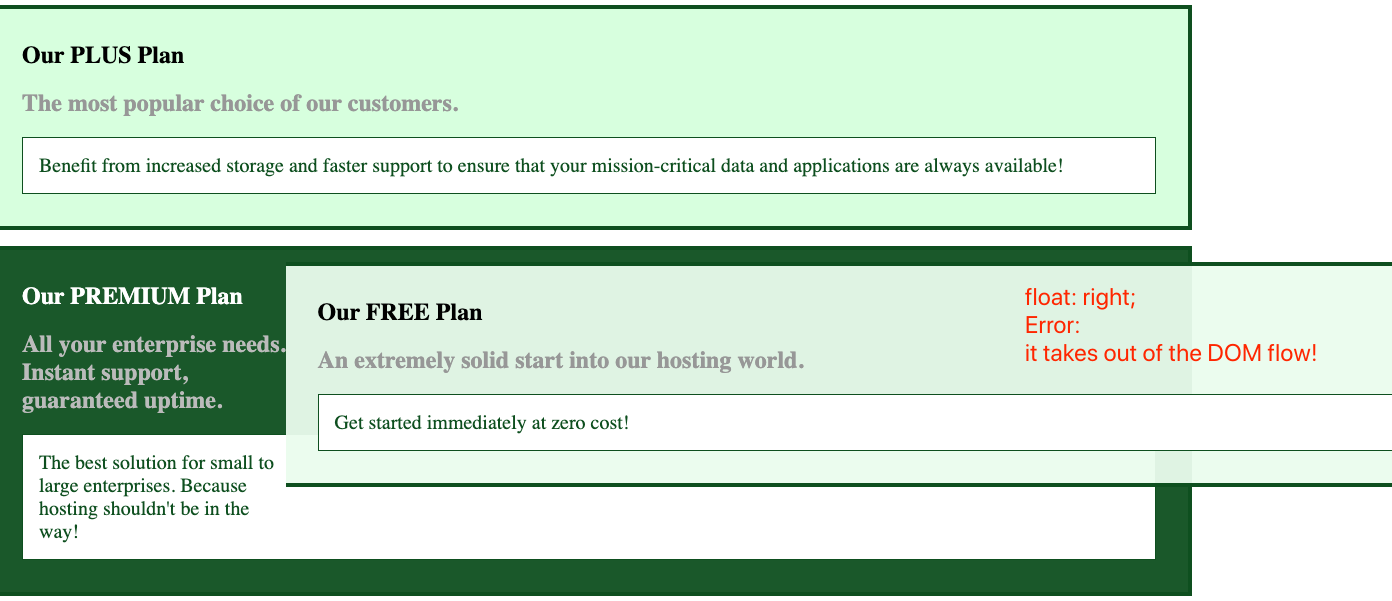 Our PLUS Plan
The most popular choice of our customers.
Benefit from increased storage and faster support to ensure that your mission-critical data and applications are always available!
Our PREMIUM Plan
All your enterprise needs.
Instant support,
guaranteed uptime.
The best solution for small to
large enterprises. Because
hosting shouldn't be in the
way!
Our FREE Plan
An extremely solid start into our hosting world.
Get started immediately at zero cost!
float: right;
Error:
it takes out of the DOM flow!